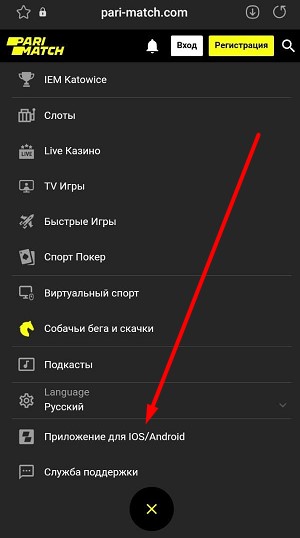 pari-match.com
PARI
MATCH
Вход
Регистрация
IEM Katowice
Слоты
LIVE
Live Казино
TV Игры
Быстрые Игры
Спорт Покер
Виртуальный спорт
Собачьи бега и скачки
Подкасты
Language
Русский
Приложение для IOS/Android
Служба поддержки